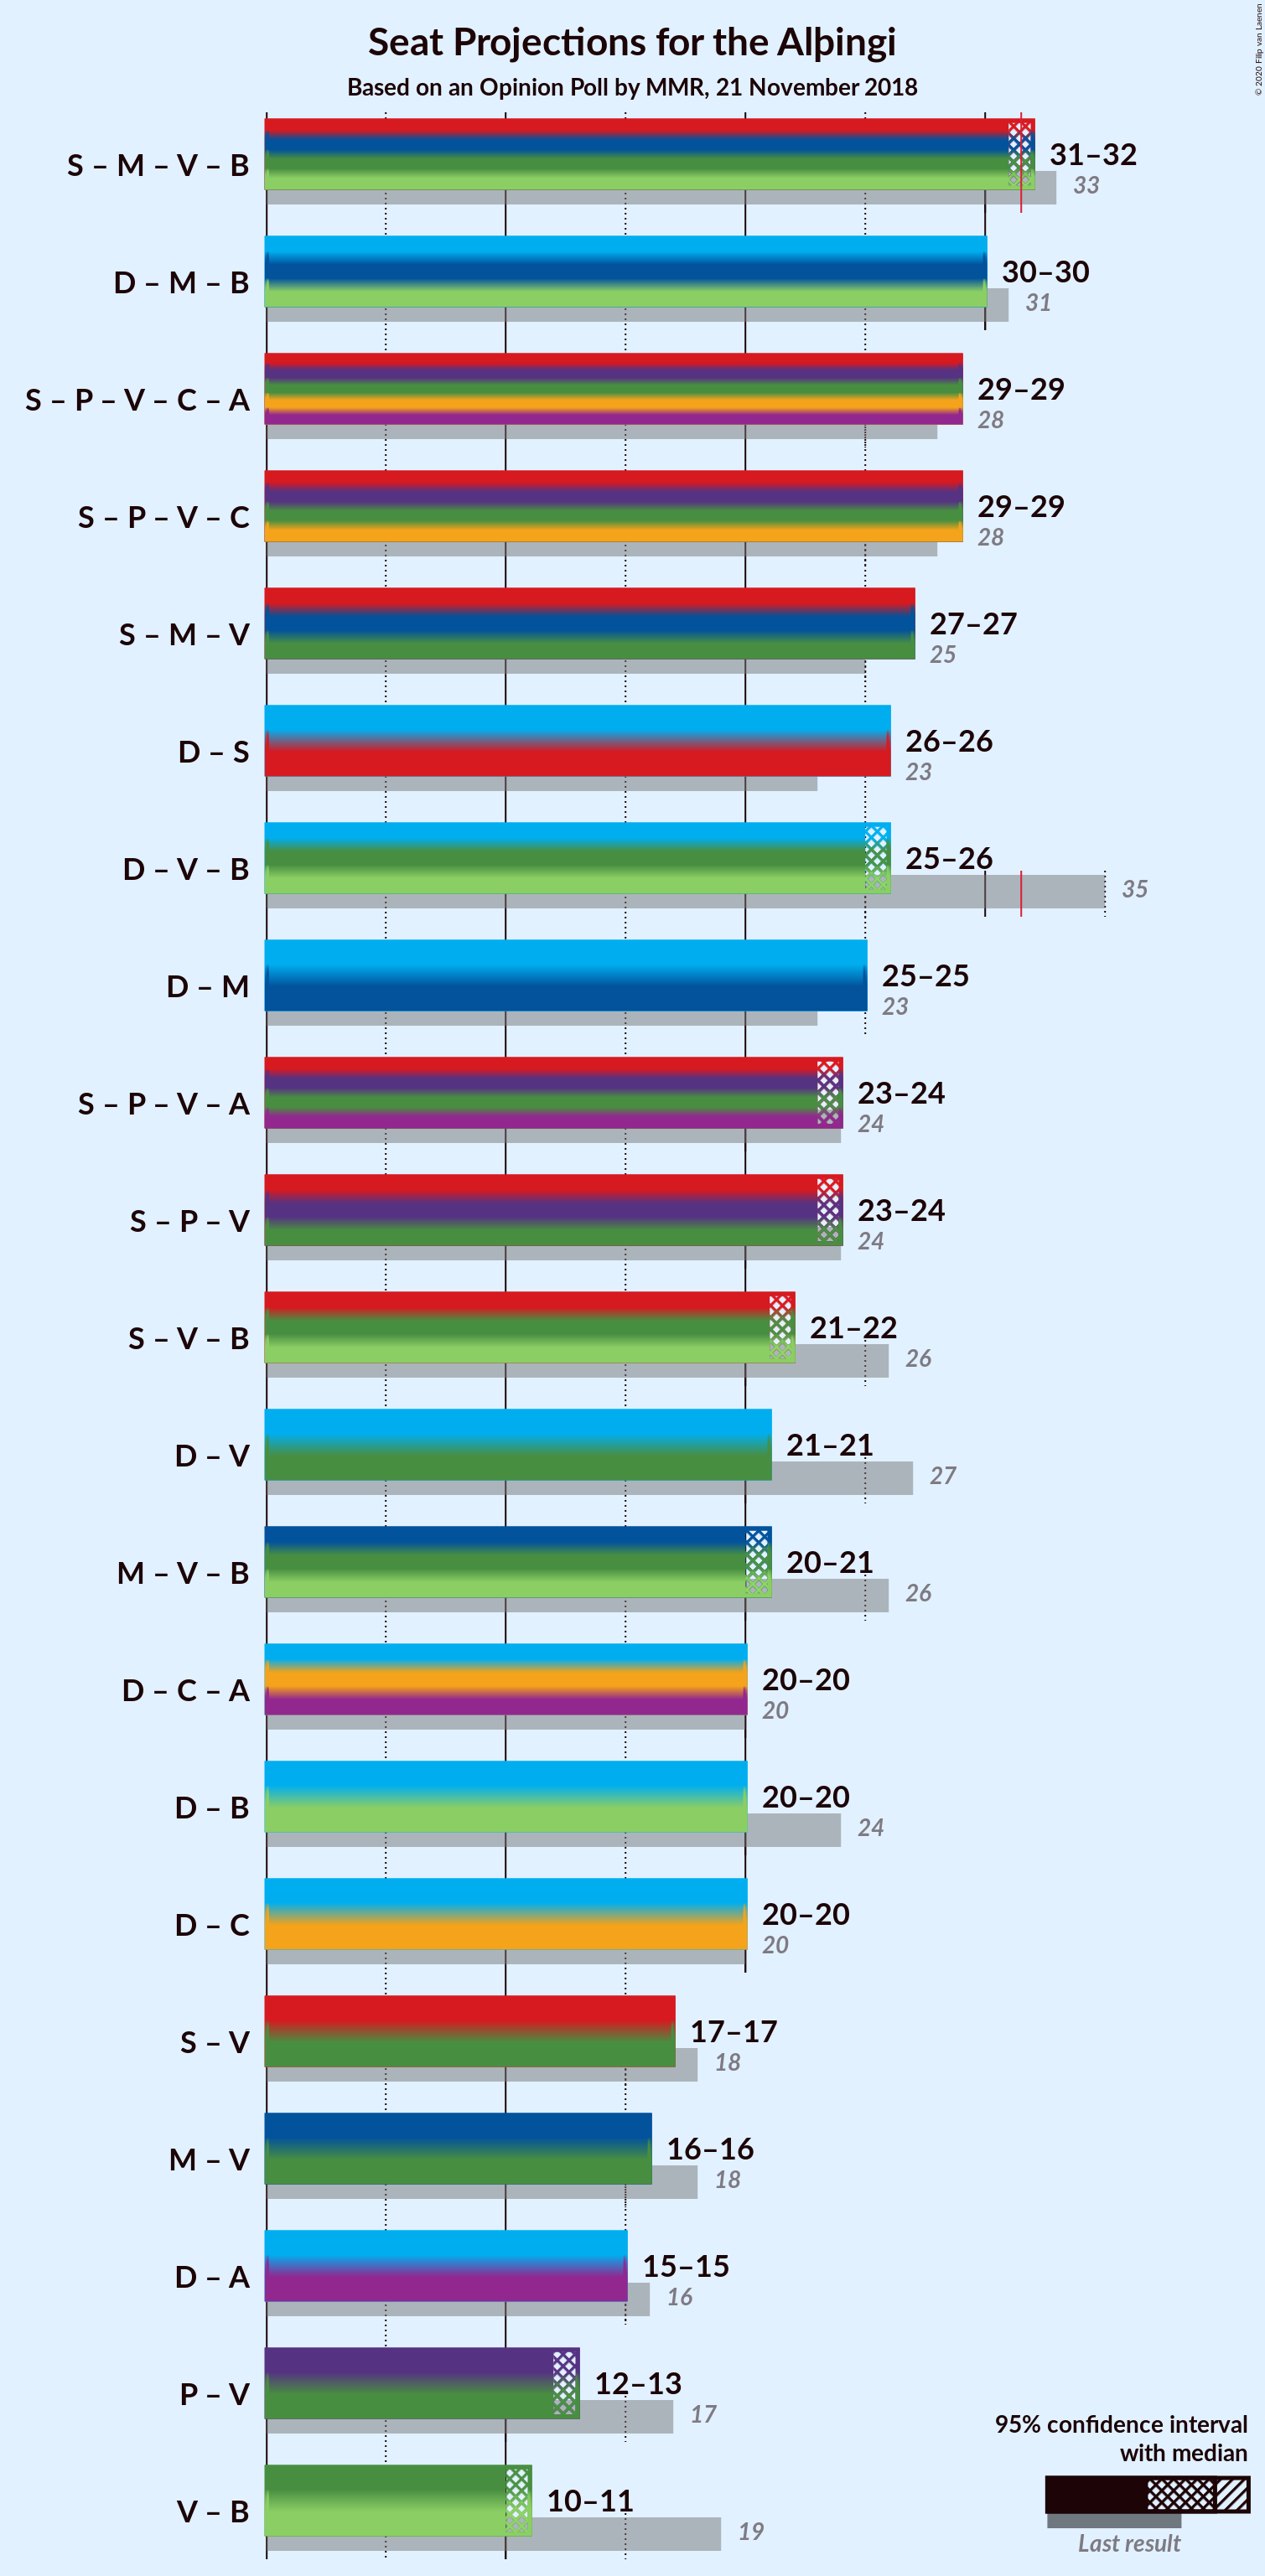 Seat Projections for the Alþingi
Based on an Opinion Poll by MMR, 21 November 2018
© 2020 Filip van Laenen
S – M – V – B
31–32
33
D – M – B
30–30
31
S – P – V – C – A
29–29
28
S – P – V – C
29–29
28
S – M – V
27–27
25
D – S
26–26
23
D – V – B
25–26
35
D – M
25–25
23
S – P – V – A
23–24
24
S – P – V
23–24
24
S – V – B
21–22
26
D – V
21–21
27
M – V – B
20–21
26
D – C – A
20–20
20
D – B
20–20
24
D – C
20–20
20
S – V
17–17
18
M – V
16–16
18
D – A
15–15
16
P – V
12–13
17
V – B
10–11
19
95% confidence interval
with median
Last result